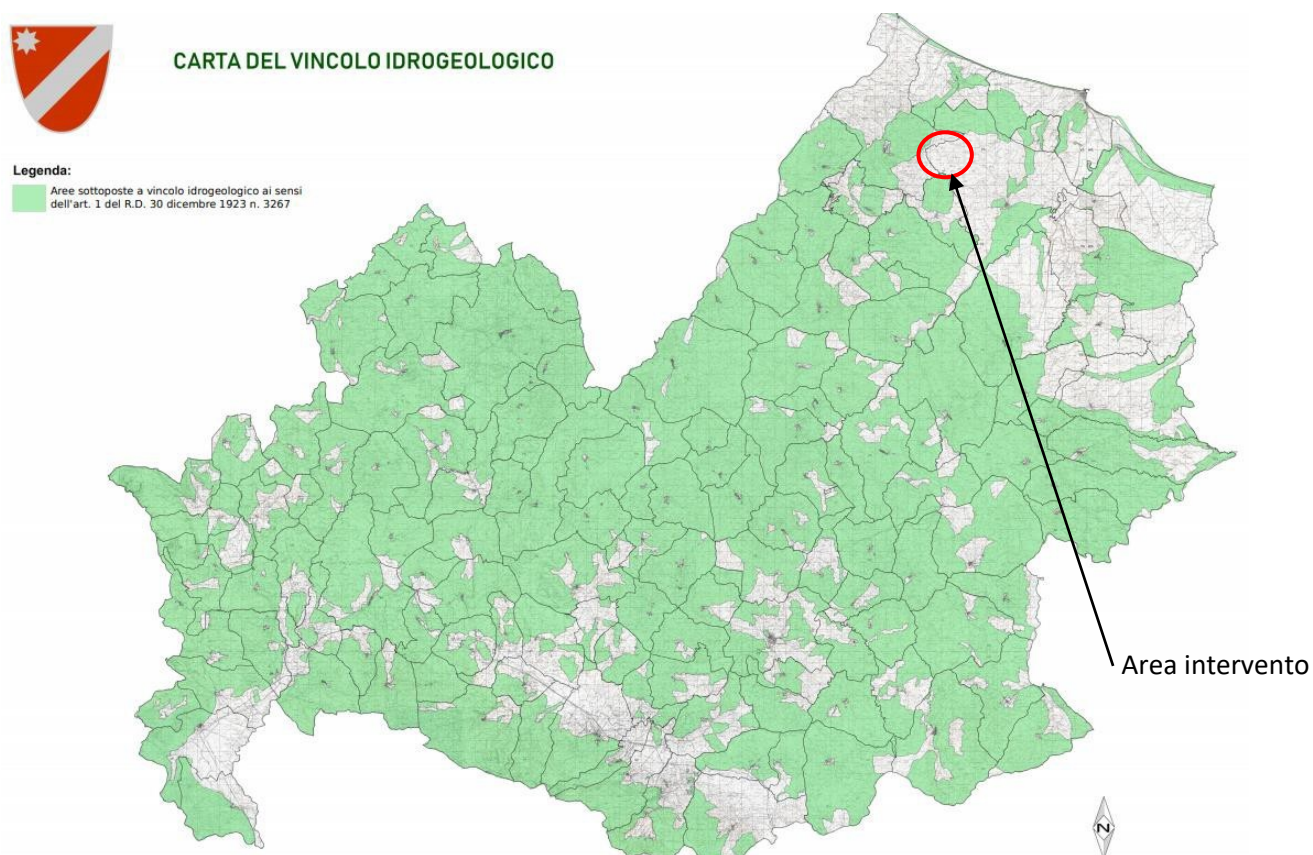 CARTA DEL VINCOLO IDROGEOLOGICO
Legenda:
Aree sottoposte a vincolo idrogeologico ai sensi
dell'art. 1 del R.D. 30 dicembre 1923 n. 3267
Area intervento
N